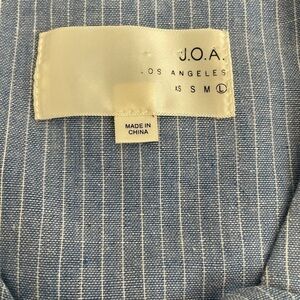 J.O.A.
LOS ANGELES
XS S M L
MADE IN
CHINA